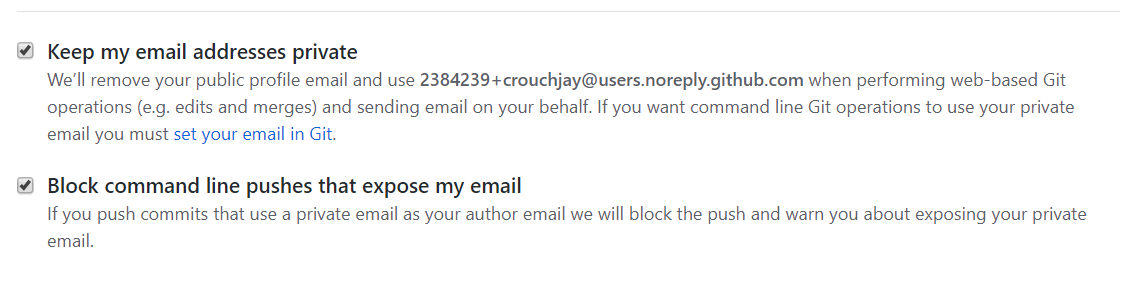 Keep my email addresses private
We’ll remove your public profile email and use 2384239+crouchjay@users.noreply.github.com when performing web-based Git
operations (e.g. edits and merges) and sending email on your behalf. If you want command line Git operations to use your private
email you must set your email in Git.
Block command line pushes that expose my email
If you push commits that use a private email as your author email we will block the push and warn you about exposing your private
email.